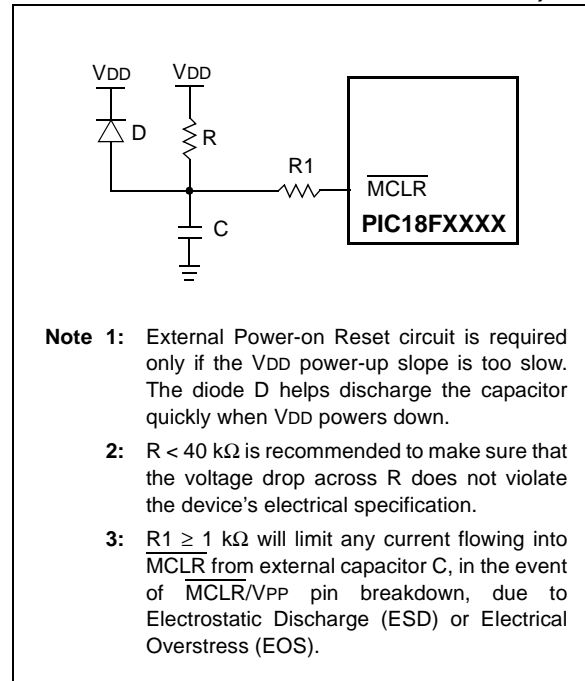 VDD VDD
D
R
R1
MCLR
PIC18FXXXX
C
Note 1: External Power-on Reset circuit is required
only if the VDD power-up slope is too slow.
The diode D helps discharge the capacitor
quickly when VDD powers down.
2: R < 40 kΩ is recommended to make sure that
the voltage drop across R does not violate
the device's electrical specification.
3: R1 ≥ 1 kΩ will limit any current flowing into
MCLR from external capacitor C, in the event
of MCLR/VPP pin breakdown, due to
Electrostatic Discharge (ESD) or Electrical
Overstress (EOS).